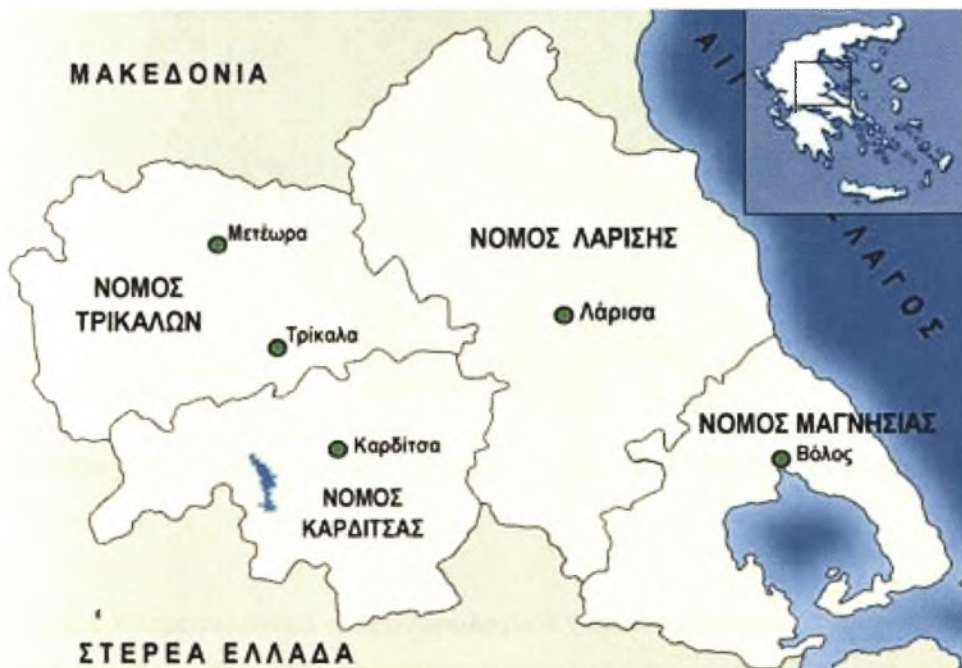 ΜΑΚΕΔΟΝΙΑ
Μετέωρα
ΝΟΜΟΣ ΛΑΡΙΣΗΣ
ΝΟΜΟΣ
ΤΡΙΚΑΛΩΝ
Λάρισα
Τρίκαλα
ΝΟΜΟΣ ΜΑΓΝΗΣΙΑΣ
Καρδίτσα
Βόλος
ΝΟΜΟΣ
ΚΑΡΔΙΤΣΑΣ
ΣΤΕΡΕΑ ΕΛΛΑΔΑ